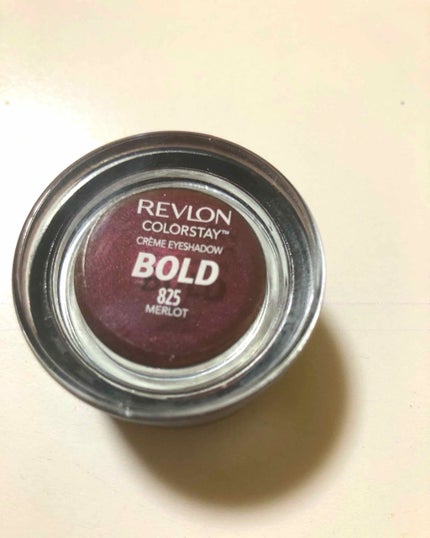 REVLON
COLORSTAY™
CRÈME EYESHADOW
BOLD
825
MERLOT